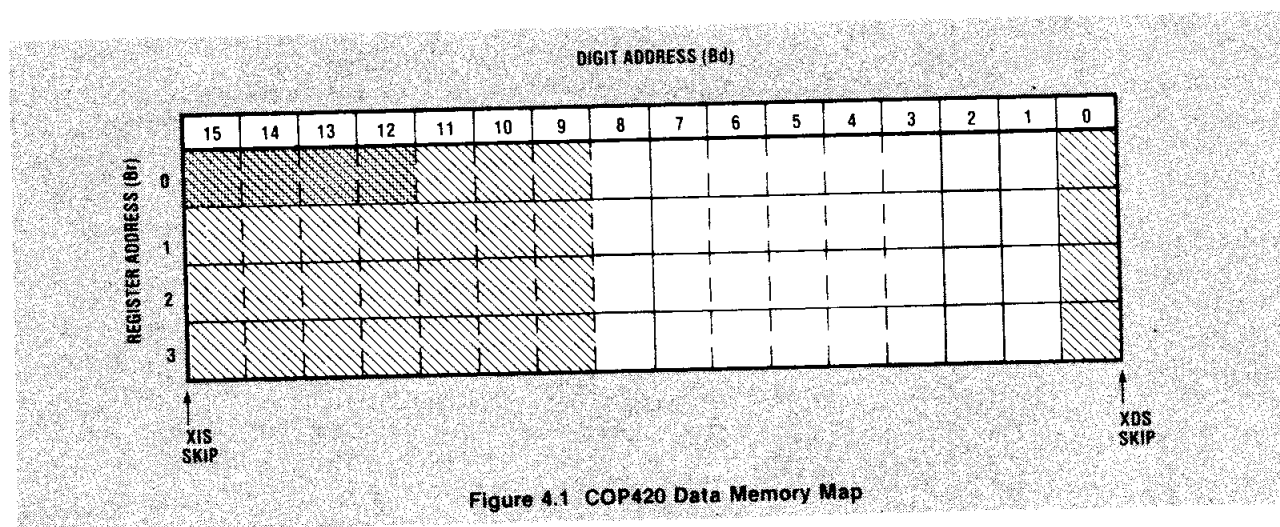 DIGIT ADDRESS (Bd)
15 14 13 12 11 10 9 8 7 6 5 4 3 2 1 0
REGISTER ADDRESS (Br)
0
1
2
3
XIS
SKIP
XDS
SKIP
Figure 4.1 COP420 Data Memory Map